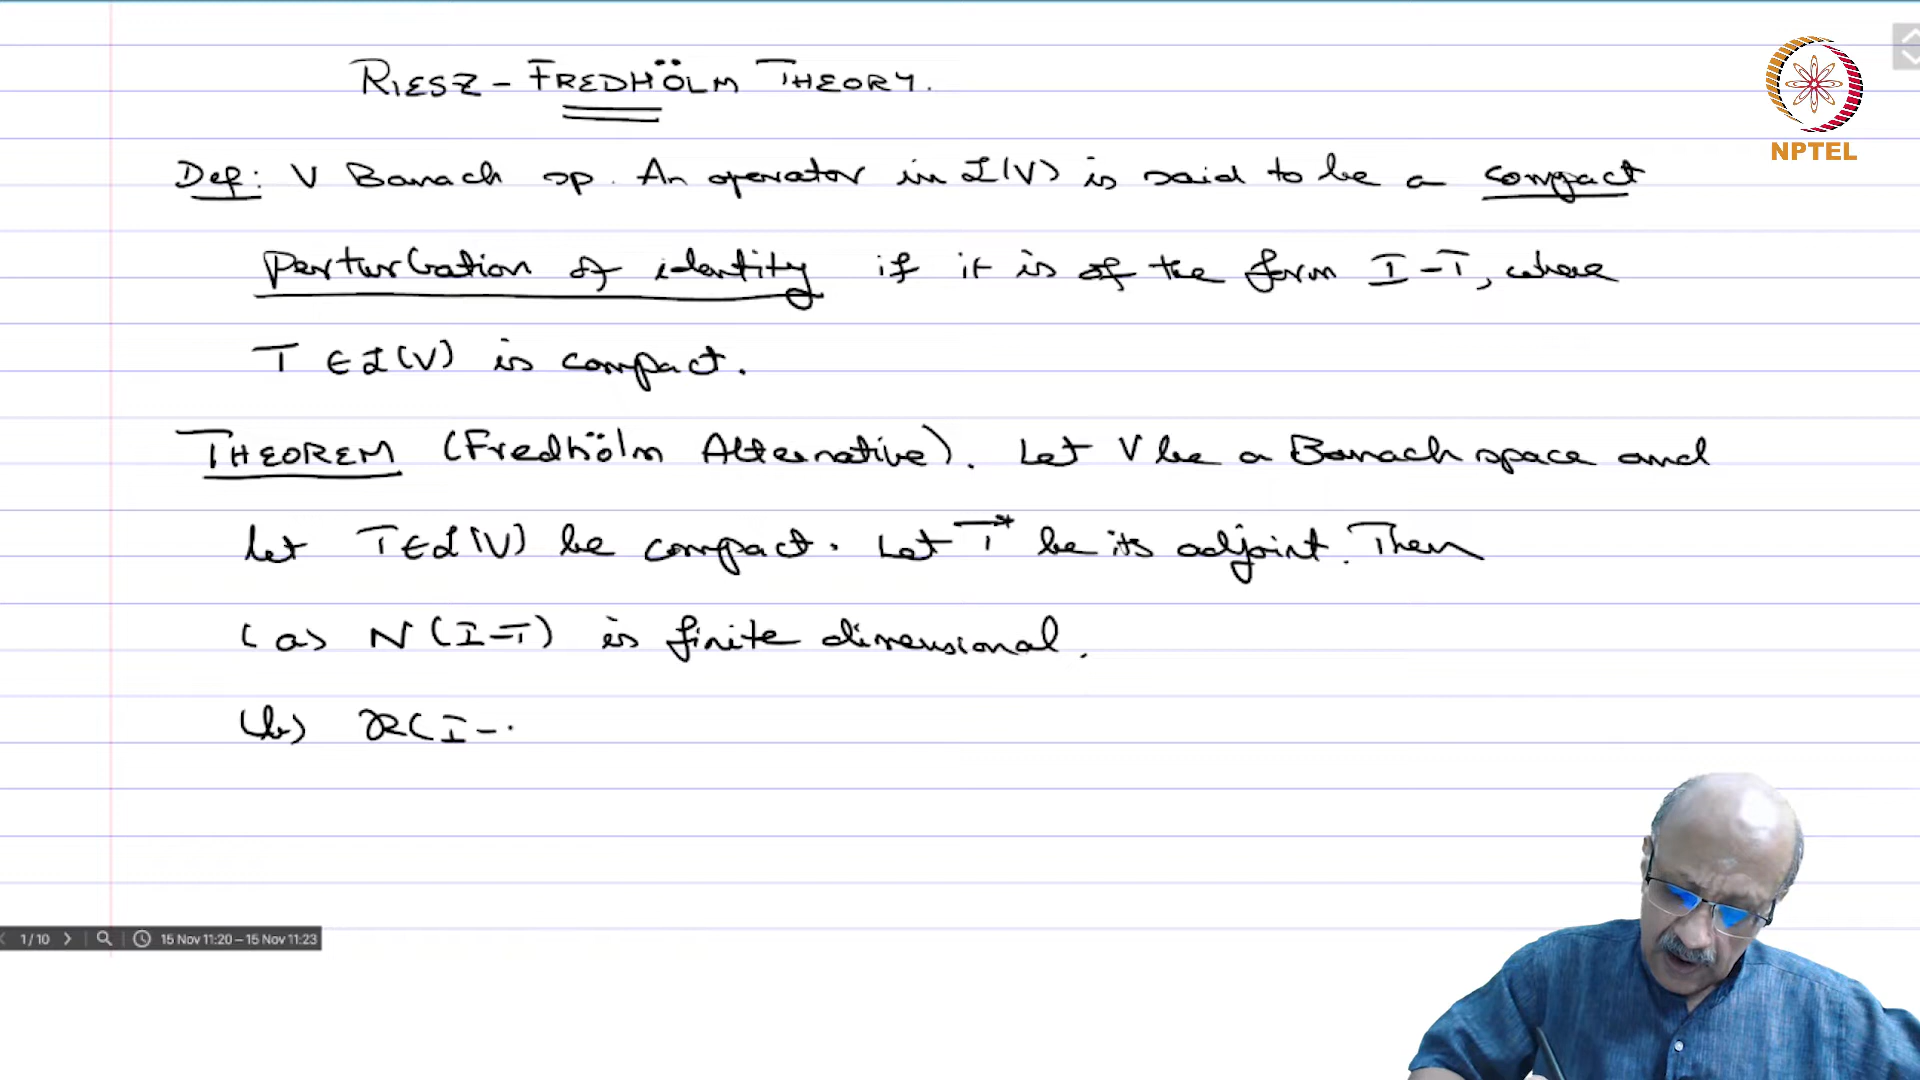 RIESZ - FREDHÖLM THEORY.
NPTEL
Def: V Banach sp. An operator in L(V) is said to be a compact
perturbation of identity if it is of the form I-T, where
T ∈ L(V) is compact.
THEOREM (Fredhölm Alternative). Let V be a Banach space and
let T∈L(V) be compact. Let T* be its adjoint. Then
(a) N(I-T) is finite dimensional.
(b) R(I-
1/10 15 Nov 11:20 – 15 Nov 11:23